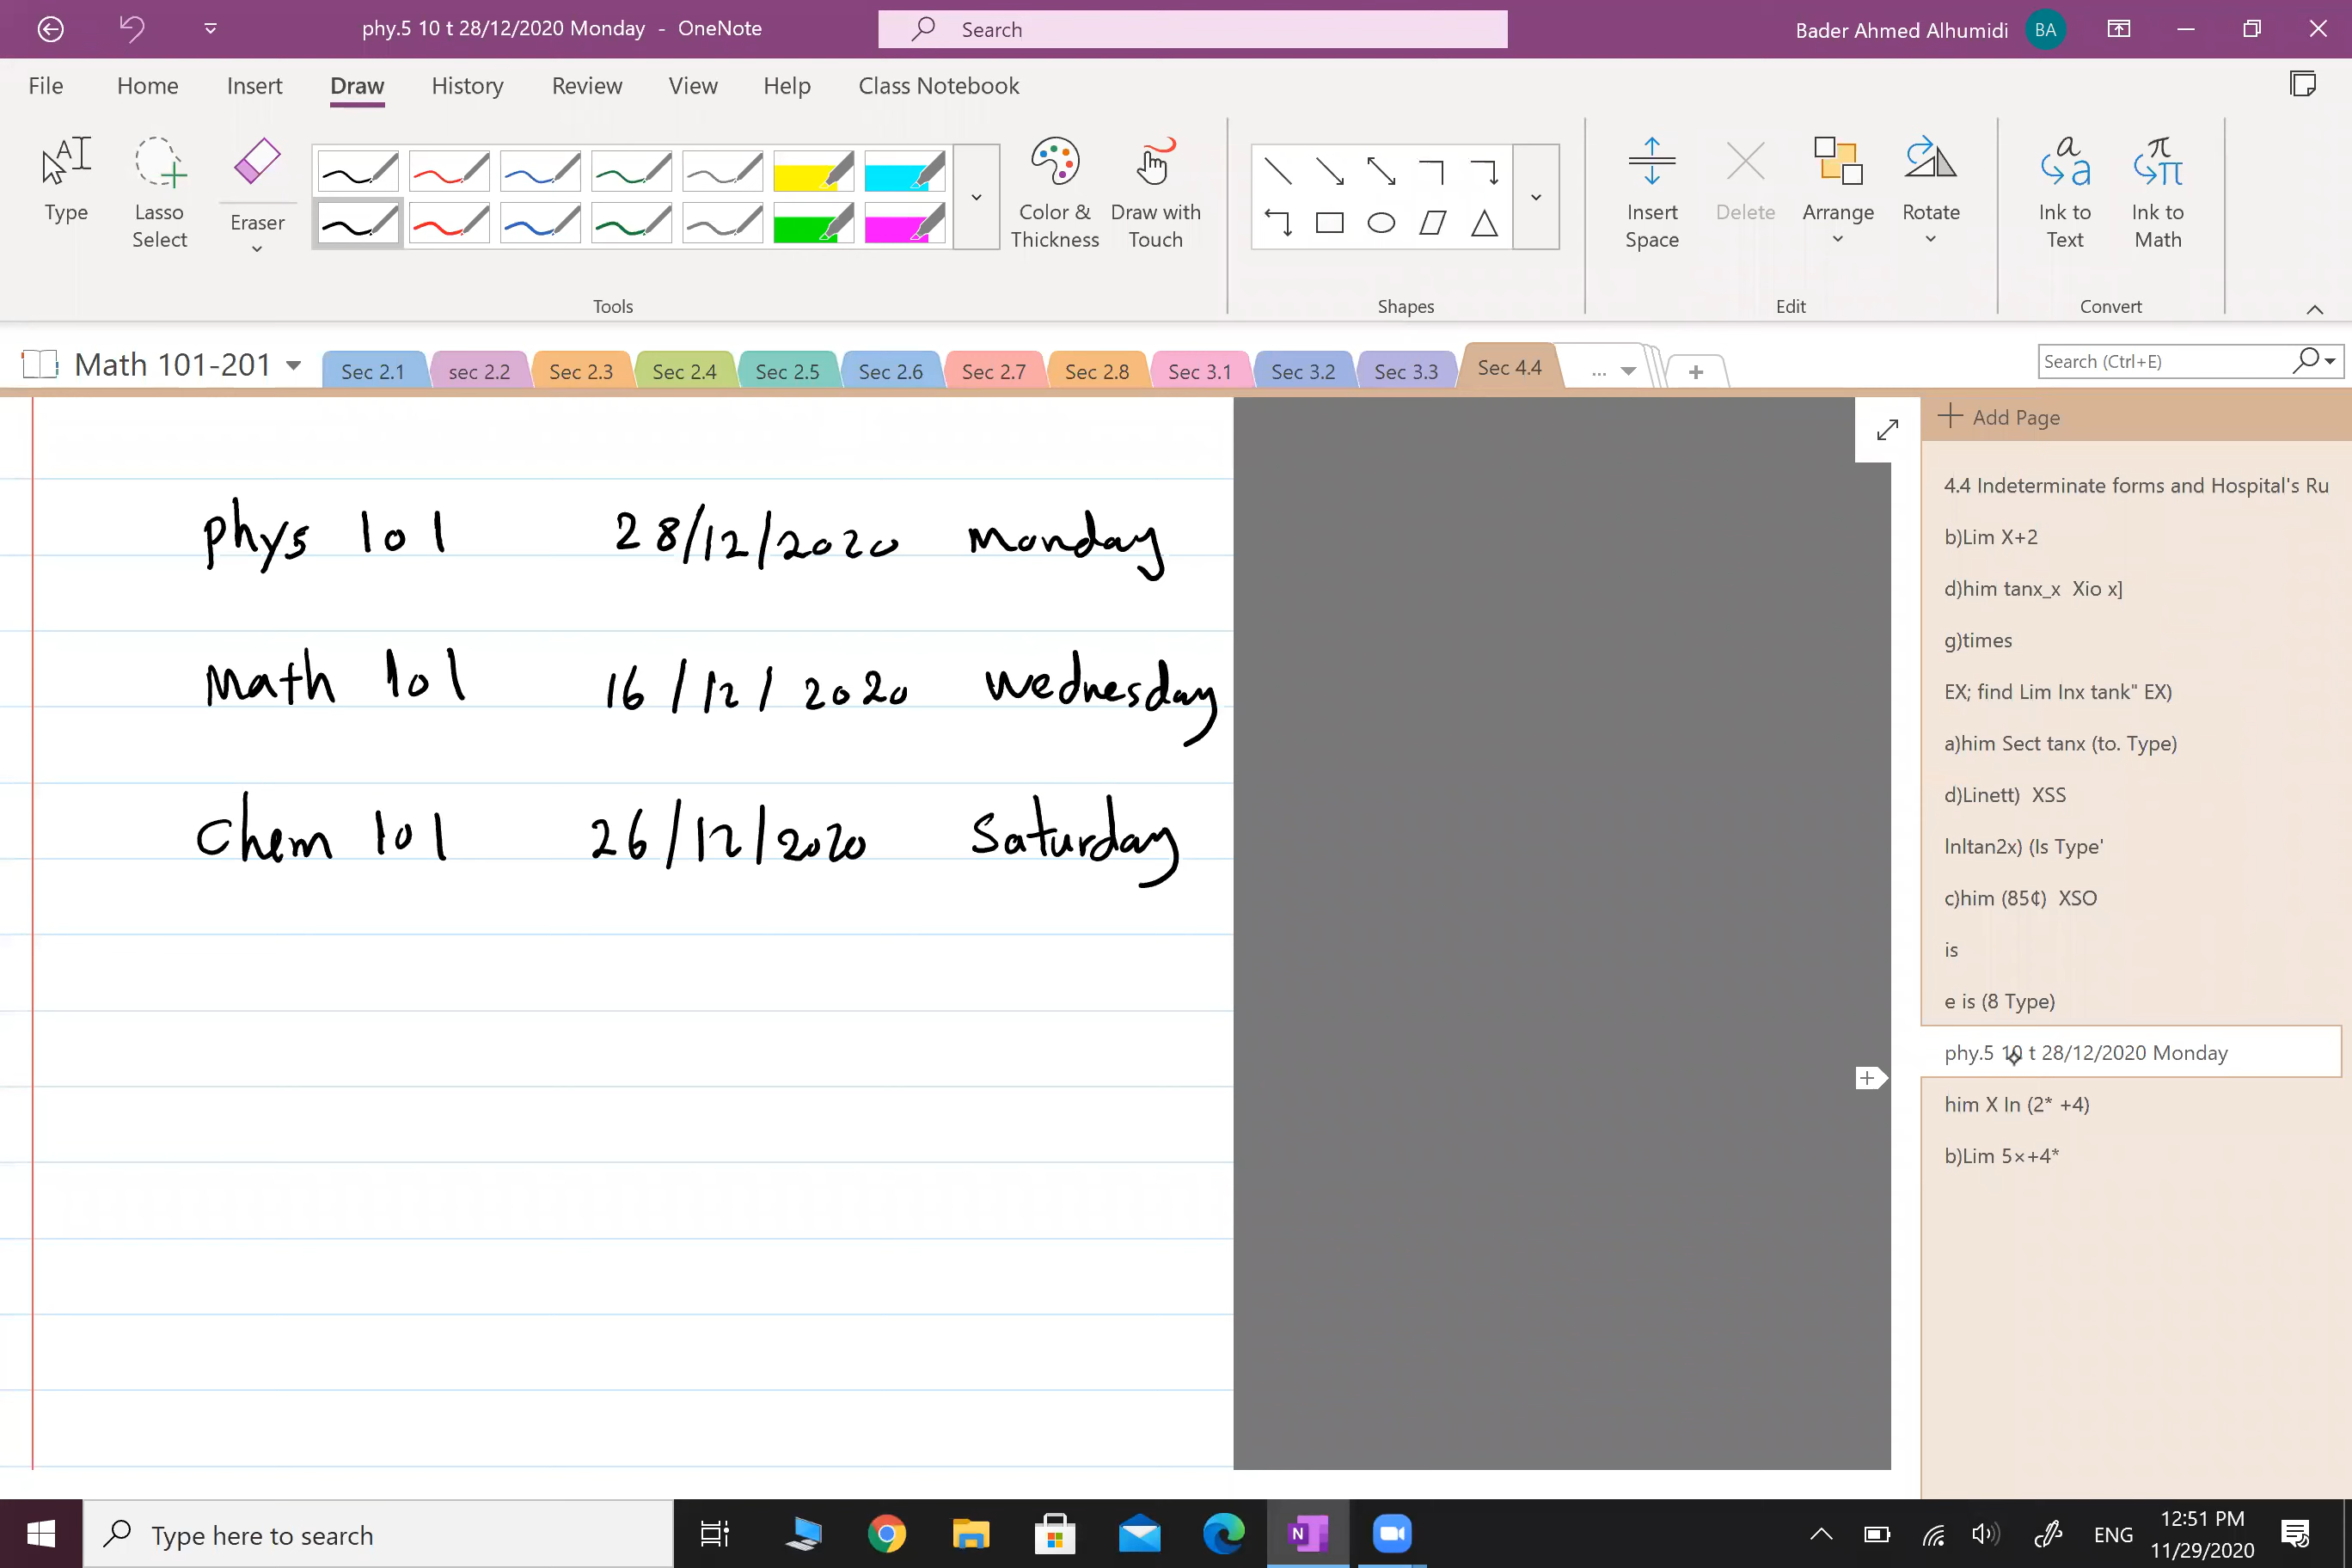 phy.5 10 t 28/12/2020 Monday - OneNote
Search
Bader Ahmed Alhumidi BA
File Home Insert Draw History Review View Help Class Notebook
Type
Lasso Select
Eraser
Color & Thickness
Draw with Touch
Insert Space
Delete
Arrange
Rotate
Ink to Text
Ink to Math
Tools Shapes Edit Convert
Math 101-201 Sec 2.1 sec 2.2 Sec 2.3 Sec 2.4 Sec 2.5 Sec 2.6 Sec 2.7 Sec 2.8 Sec 3.1 Sec 3.2 Sec 3.3 Sec 4.4 ... +
Search (Ctrl+E)
phys 101 28/12/2020 Monday
Math 101 16/12/2020 Wednesday
Chem 101 26/12/2020 Saturday
Add Page
4.4 Indeterminate forms and Hospital's Ru
b)Lim X+2
d)him tanx_x Xio x]
g)times
EX; find Lim Inx tank" EX)
a)him Sect tanx (to. Type)
d)Linett) XSS
Inltan2x) (Is Type'
c)him (85¢) XSO
is
e is (8 Type)
phy.5 10 t 28/12/2020 Monday
him X In (2* +4)
b)Lim 5×+4*
Type here to search
ENG
12:51 PM
11/29/2020